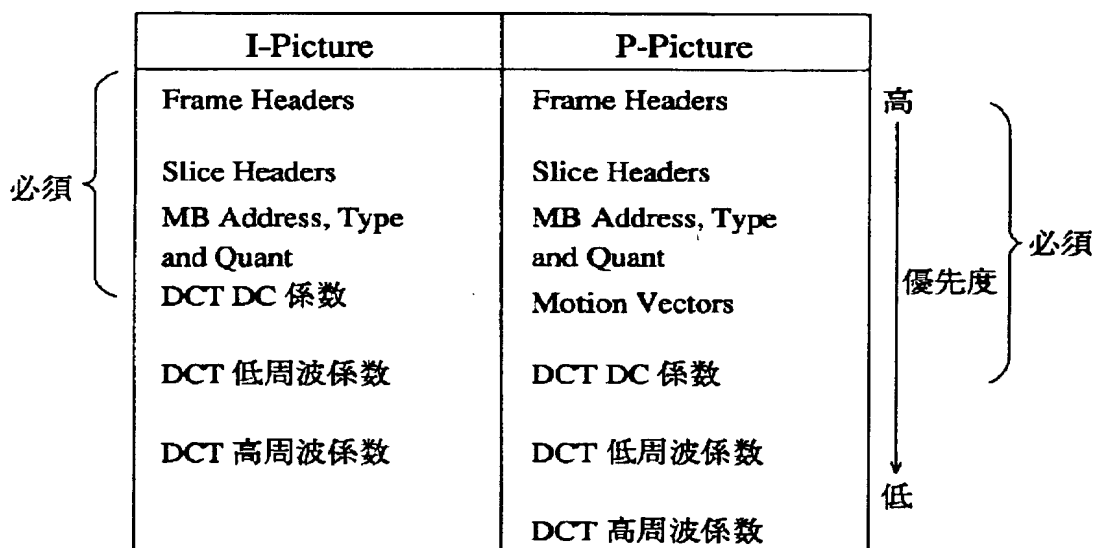 I-Picture P-Picture
Frame Headers Frame Headers 高
Slice Headers Slice Headers
必須
MB Address, Type MB Address, Type
and Quant and Quant 必須
DCT DC 係数 Motion Vectors 優先度
DCT 低周波係数 DCT DC 係数
DCT 高周波係数 DCT 低周波係数
低
DCT 高周波係数